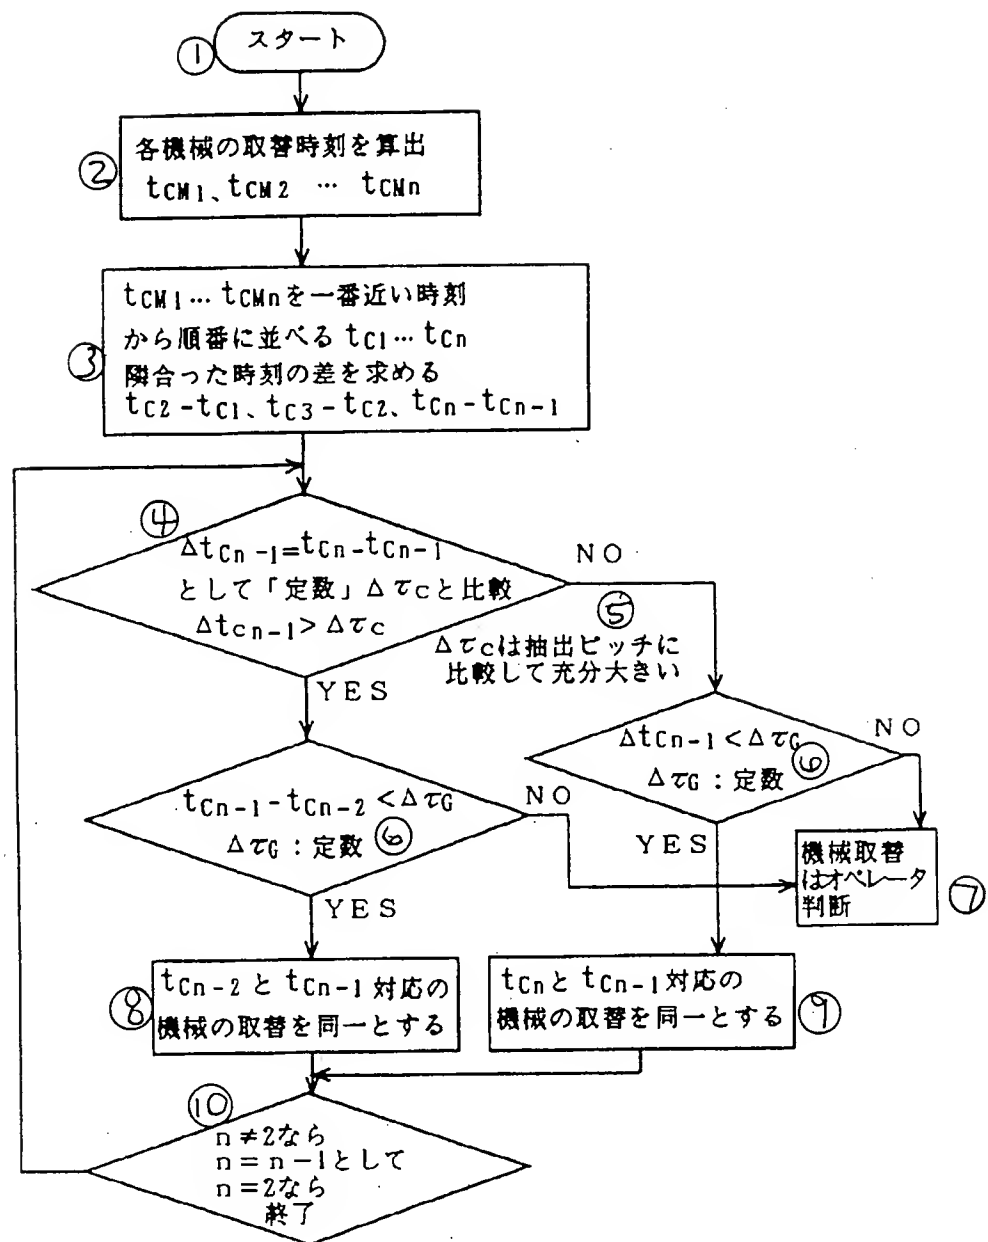 ① スタート
② 各機械の取替時刻を算出
tCM1、tCM2 … tCMn
③ tCM1… tCMnを一番近い時刻
から順番に並べる tC1… tCn
隣合った時刻の差を求める
tC2-tC1、tC3-tC2、tCn-tCn-1
④ ΔtCn-1=tCn-tCn-1
として「定数」Δτcと比較
Δtcn-1>Δτc
NO
YES
⑤
Δτcは抽出ピッチに
比較して充分大きい
ΔtCn-1<ΔτG
ΔτG:定数 ⑥
NO
YES
tCn-1-tCn-2<ΔτG
ΔτG:定数 ⑥
NO
YES
機械取替
はオペレータ
判断 ⑦
⑧ tCn-2と tCn-1対応の
機械の取替を同一とする
tCnと tCn-1対応の
機械の取替を同一とする ⑨
⑩
n≠2なら
n=n-1として
n=2なら
終了